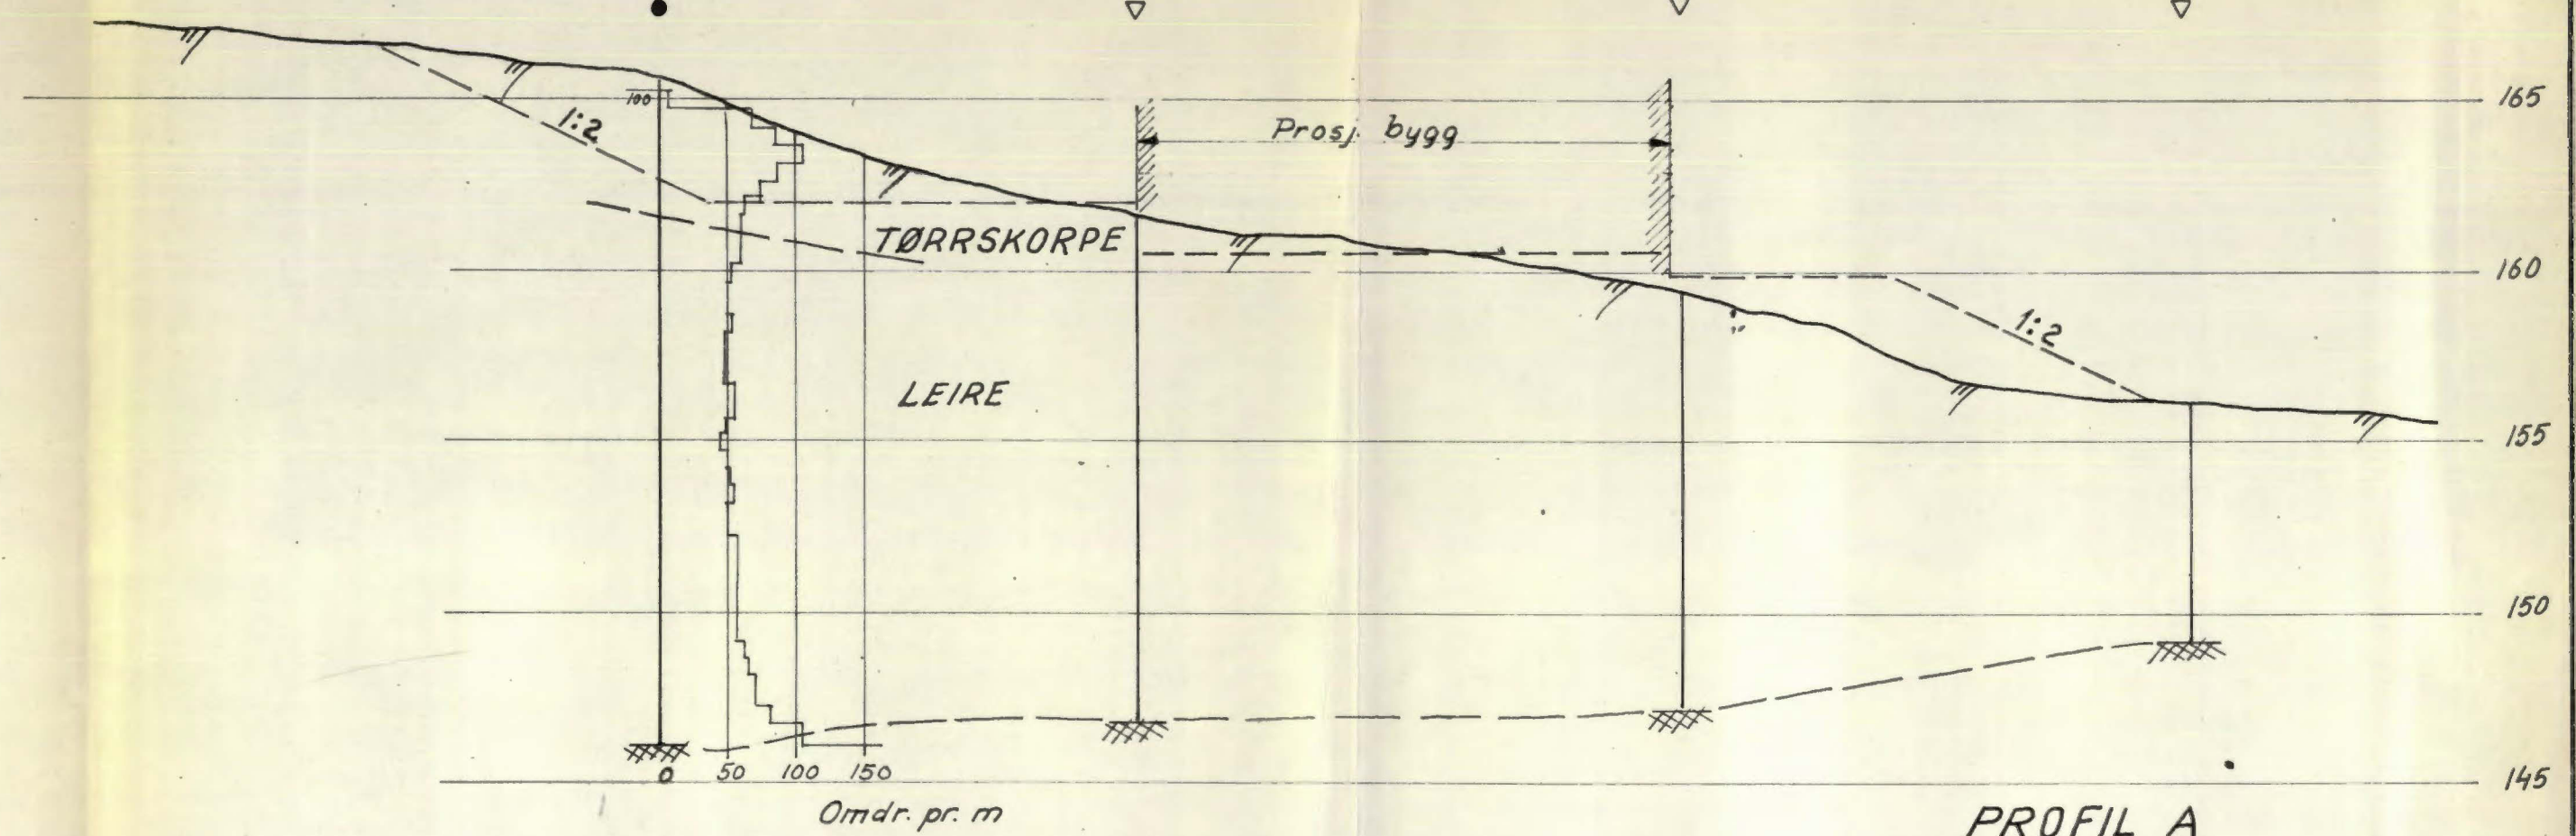 100
165
1:2
Prosj. bygg
TØRRSKORPE
160
1:2
LEIRE
155
150
0 50 100 150
145
Omdr. pr. m
PROFIL A